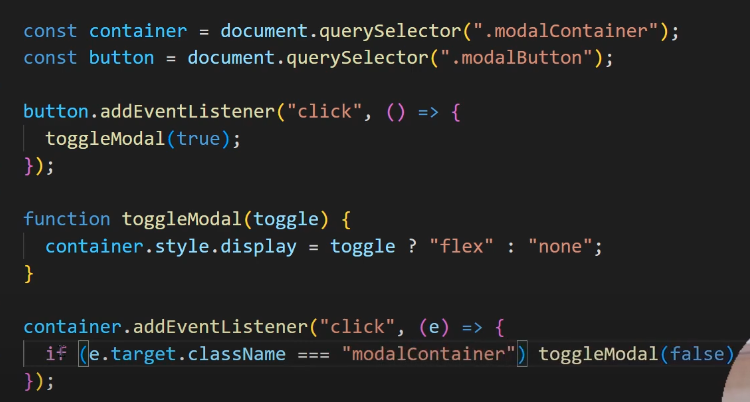 const container = document.querySelector(".modalContainer");
const button = document.querySelector(".modalButton");
button.addEventListener("click", () => {
toggleModal(true);
});
function toggleModal(toggle) {
container.style.display = toggle ? "flex" : "none";
}
container.addEventListener("click", (e) => {
if (e.target.className === "modalContainer") toggleModal(false)
});